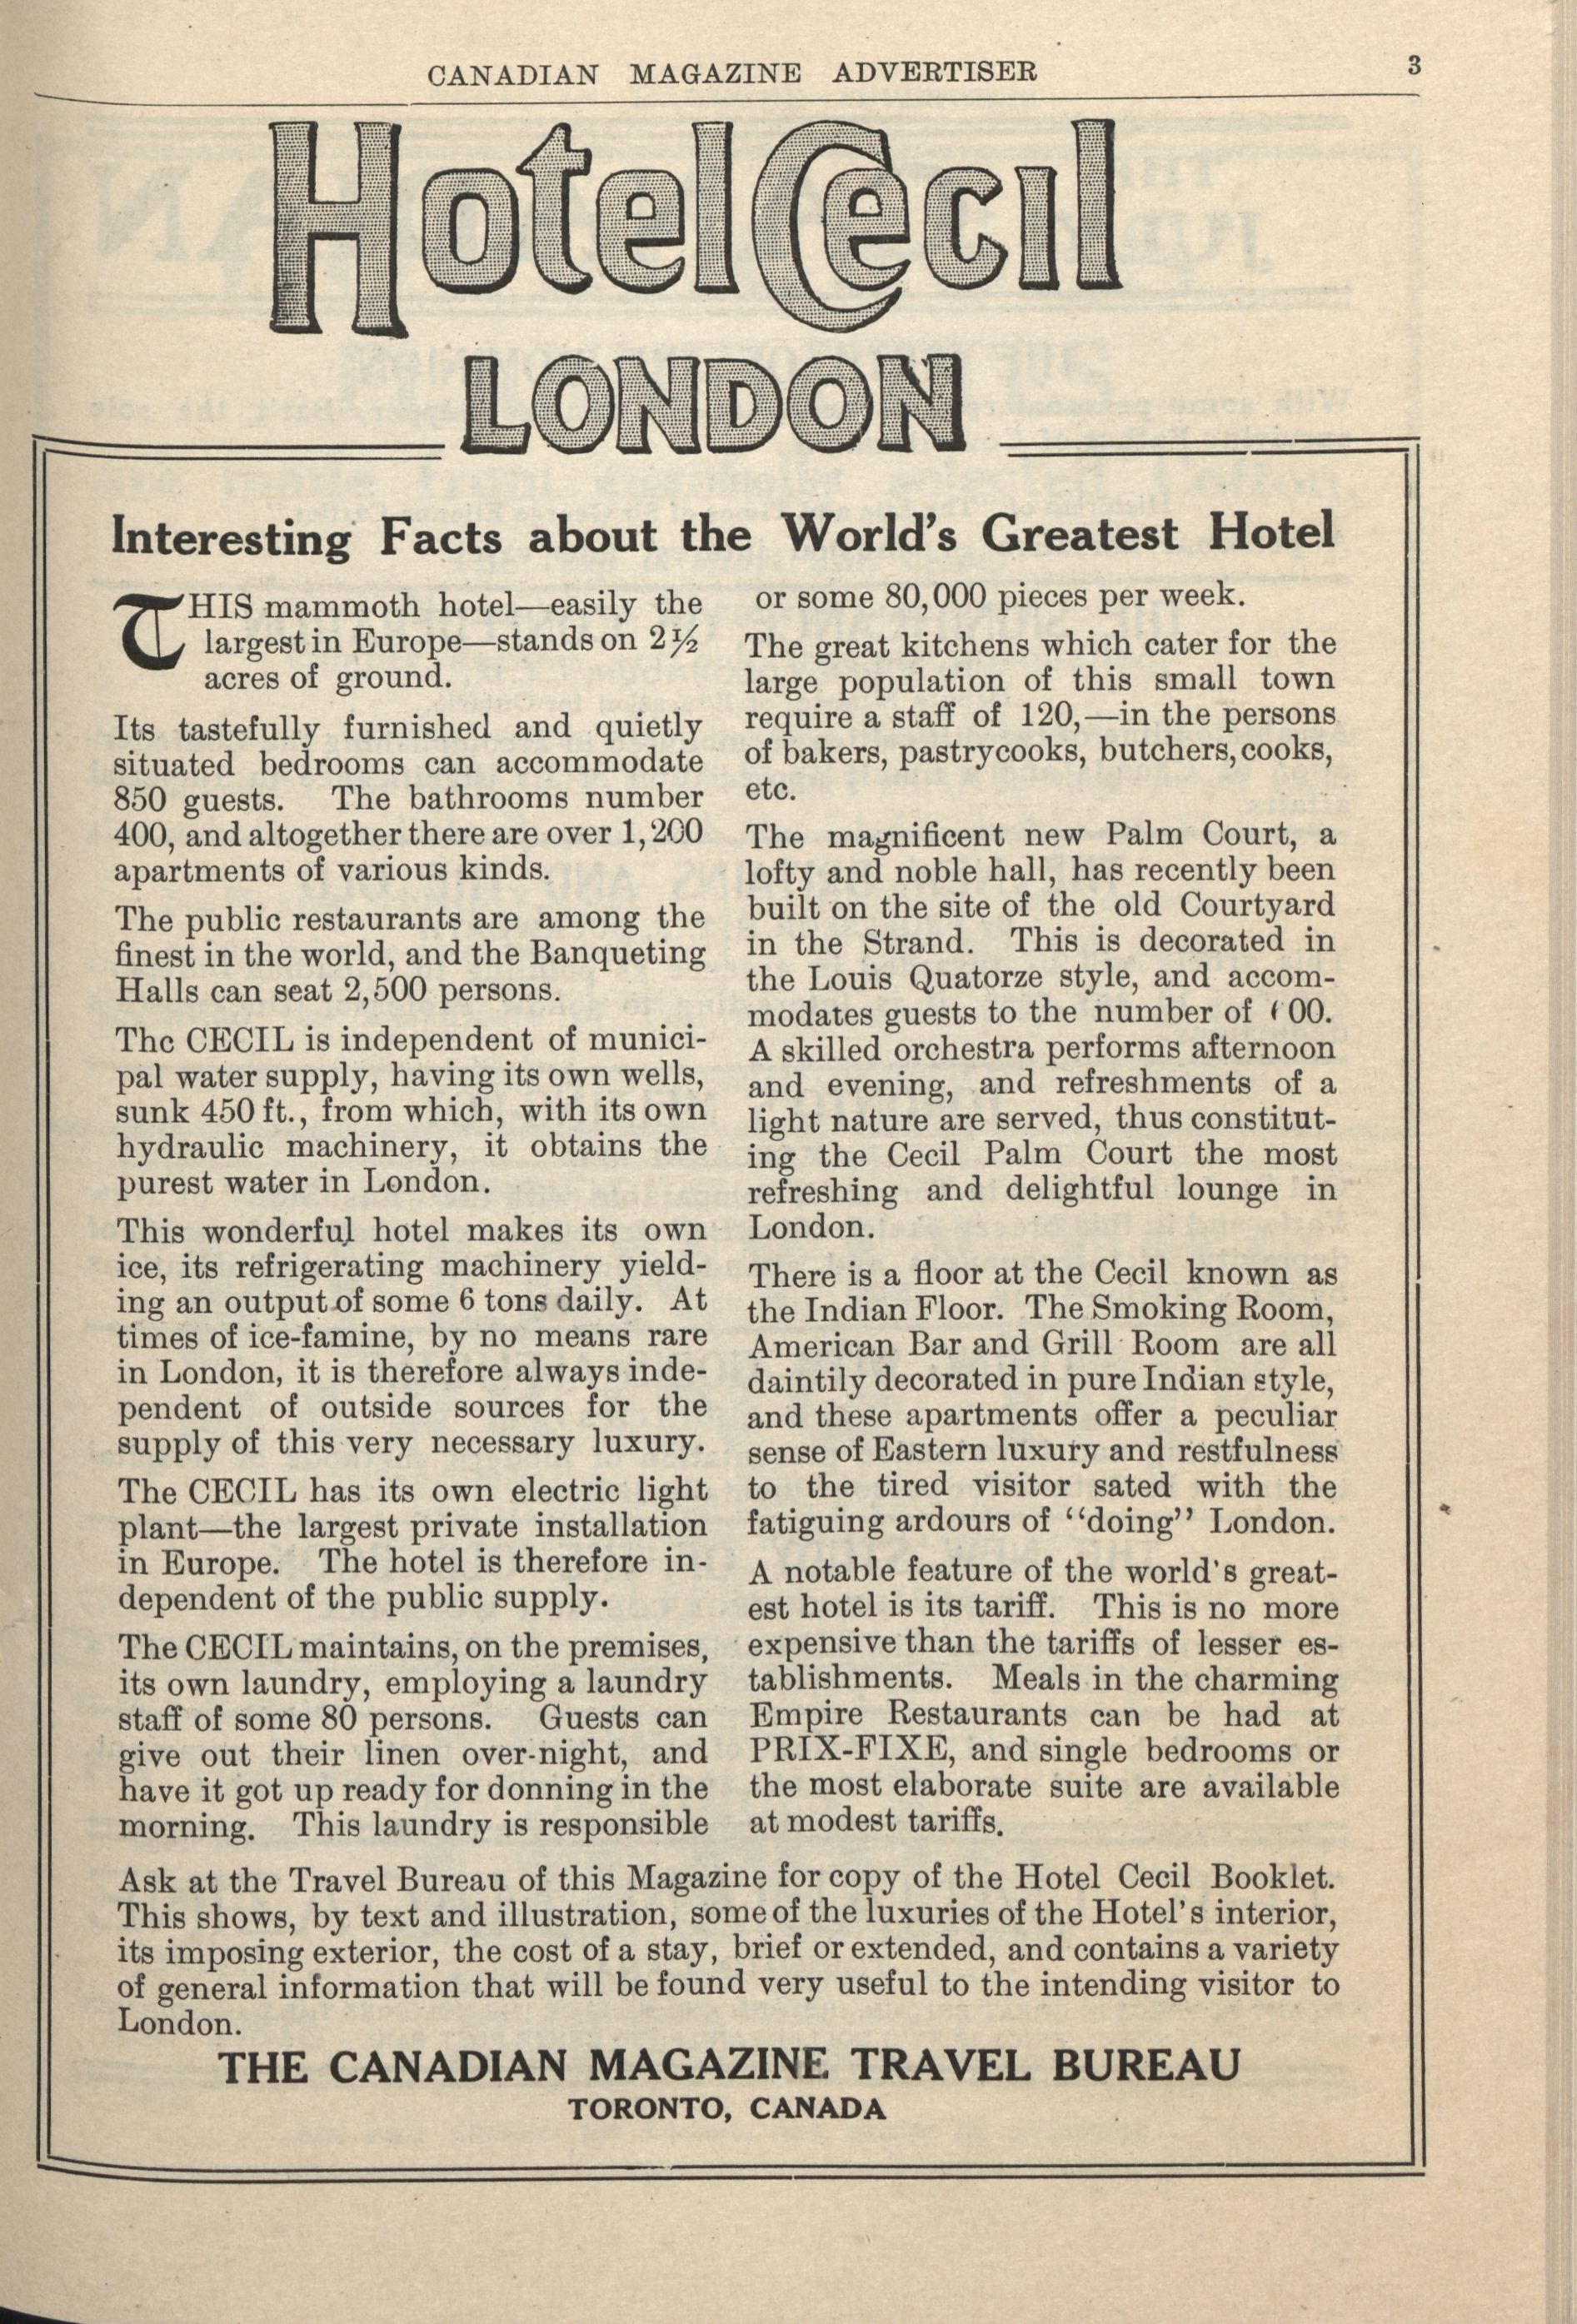 CANADIAN MAGAZINE ADVERTISER 3
Hotel Cecil
LONDON
Interesting Facts about the World's Greatest Hotel
THIS mammoth hotel—easily the
largest in Europe—stands on 2½
acres of ground.
Its tastefully furnished and quietly
situated bedrooms can accommodate
850 guests. The bathrooms number
400, and altogether there are over 1,200
apartments of various kinds.
The public restaurants are among the
finest in the world, and the Banqueting
Halls can seat 2,500 persons.
The CECIL is independent of munici-
pal water supply, having its own wells,
sunk 450 ft., from which, with its own
hydraulic machinery, it obtains the
purest water in London.
This wonderful hotel makes its own
ice, its refrigerating machinery yield-
ing an output of some 6 tons daily. At
times of ice-famine, by no means rare
in London, it is therefore always inde-
pendent of outside sources for the
supply of this very necessary luxury.
The CECIL has its own electric light
plant—the largest private installation
in Europe. The hotel is therefore in-
dependent of the public supply.
The CECIL maintains, on the premises,
its own laundry, employing a laundry
staff of some 80 persons. Guests can
give out their linen over-night, and
have it got up ready for donning in the
morning. This laundry is responsible
or some 80,000 pieces per week.
The great kitchens which cater for the
large population of this small town
require a staff of 120,—in the persons
of bakers, pastrycooks, butchers, cooks,
etc.
The magnificent new Palm Court, a
lofty and noble hall, has recently been
built on the site of the old Courtyard
in the Strand. This is decorated in
the Louis Quatorze style, and accom-
modates guests to the number of
A skilled orchestra performs afternoon
and evening, and refreshments of a
light nature are served, thus constitut-
ing the Cecil Palm Court the most
refreshing and delightful lounge in
London.
There is a floor at the Cecil known as
the Indian Floor. The Smoking Room,
American Bar and Grill Room are all
daintily decorated in pure Indian style,
and these apartments offer a peculiar
sense of Eastern luxury and restfulness
to the tired visitor sated with the
fatiguing ardours of "doing" London.
A notable feature of the world's great-
est hotel is its tariff. This is no more
expensive than the tariffs of lesser es-
tablishments. Meals in the charming
Empire Restaurants can be had at
PRIX-FIXE, and single bedrooms or
the most elaborate suite are available
at modest tariffs.
Ask at the Travel Bureau of this Magazine for copy of the Hotel Cecil Booklet.
This shows, by text and illustration, some of the luxuries of the Hotel's interior,
its imposing exterior, the cost of a stay, brief or extended, and contains a variety
of general information that will be found very useful to the intending visitor to
London.
THE CANADIAN MAGAZINE TRAVEL BUREAU
TORONTO, CANADA